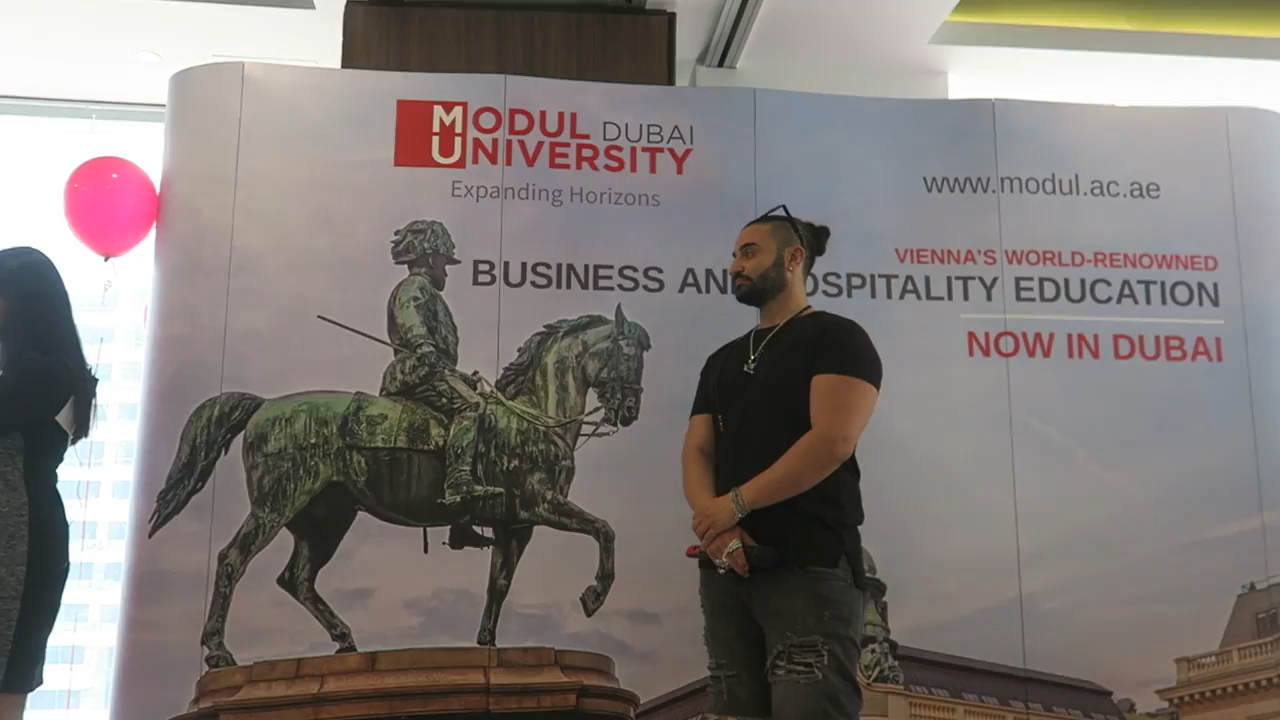 MODUL DUBAI
UNIVERSITY
Expanding Horizons
www.modul.ac.ae
VIENNA'S WORLD-RENOWNED
BUSINESS AN OSPITALITY EDUCATION
NOW IN DUBAI